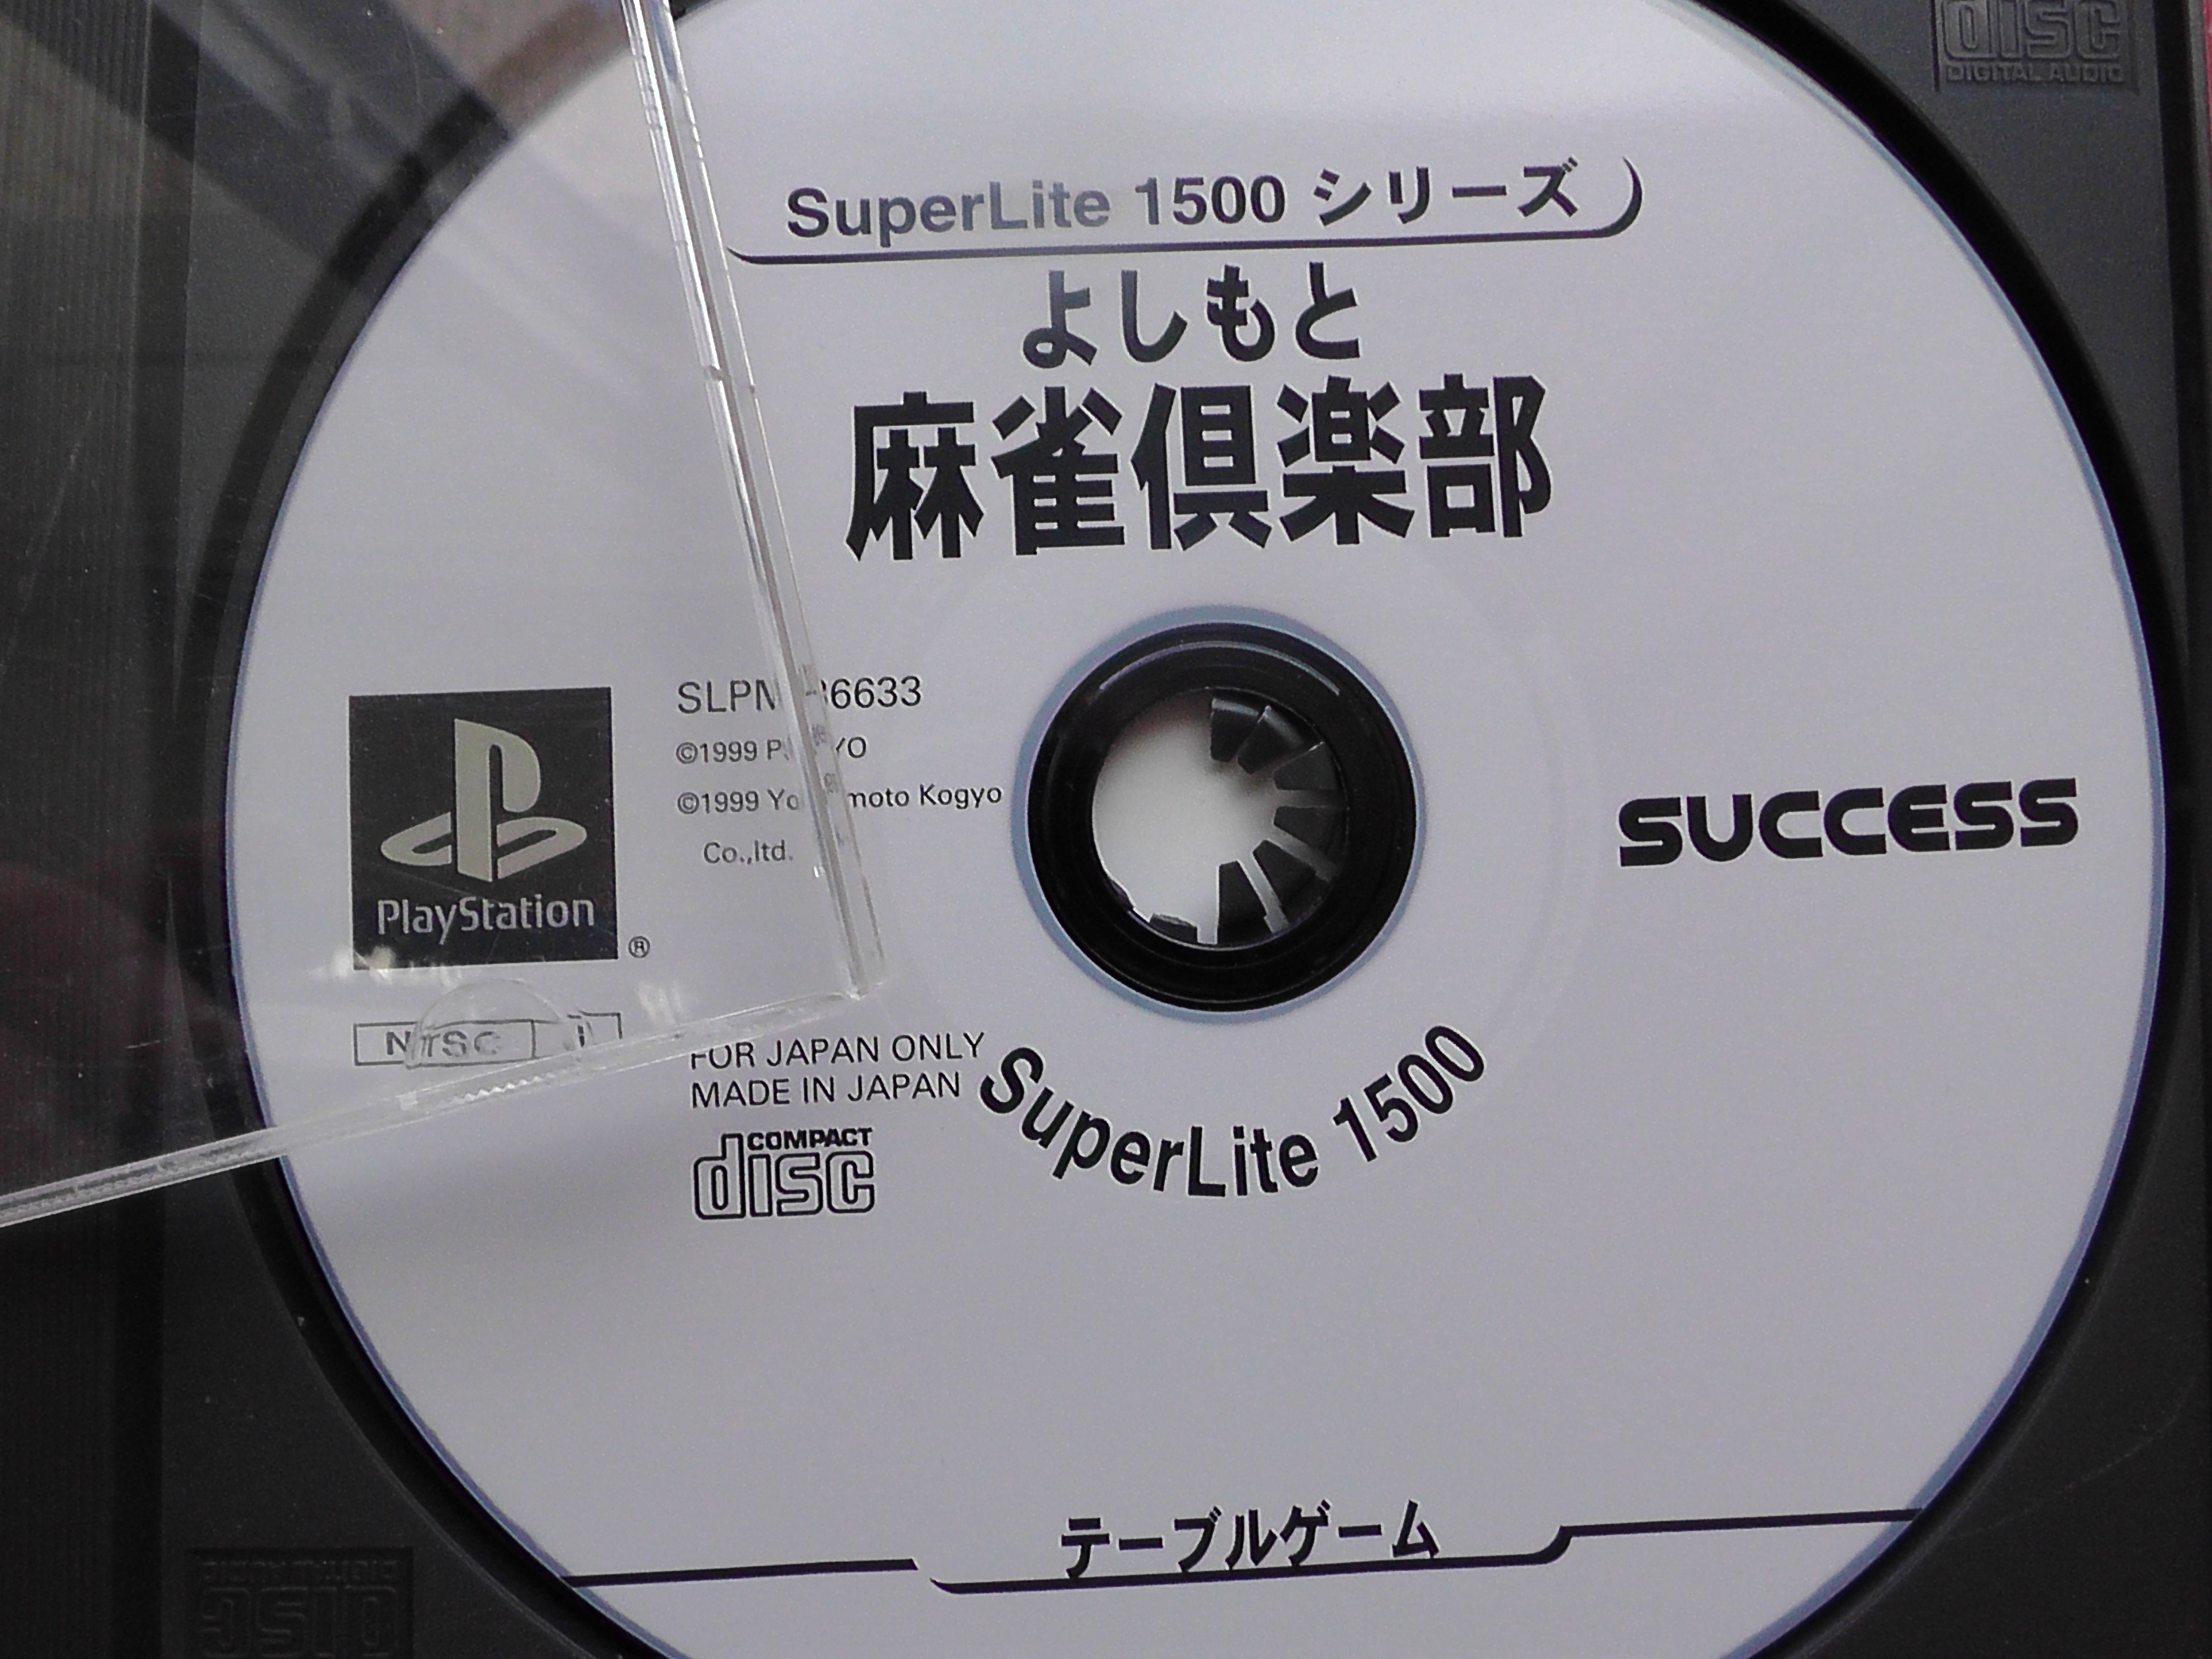 DISC
DIGITAL AUDIO
SuperLite 1500 シリーズ
よしもと
麻雀倶楽部
6633
©1999
©1999 Kogyo
Co.,ltd.
PlayStation
®
SUCCESS
NTSC J
FOR JAPAN ONLY
MADE IN JAPAN
COMPACT
disc
SuperLite 1500
テーブルゲーム